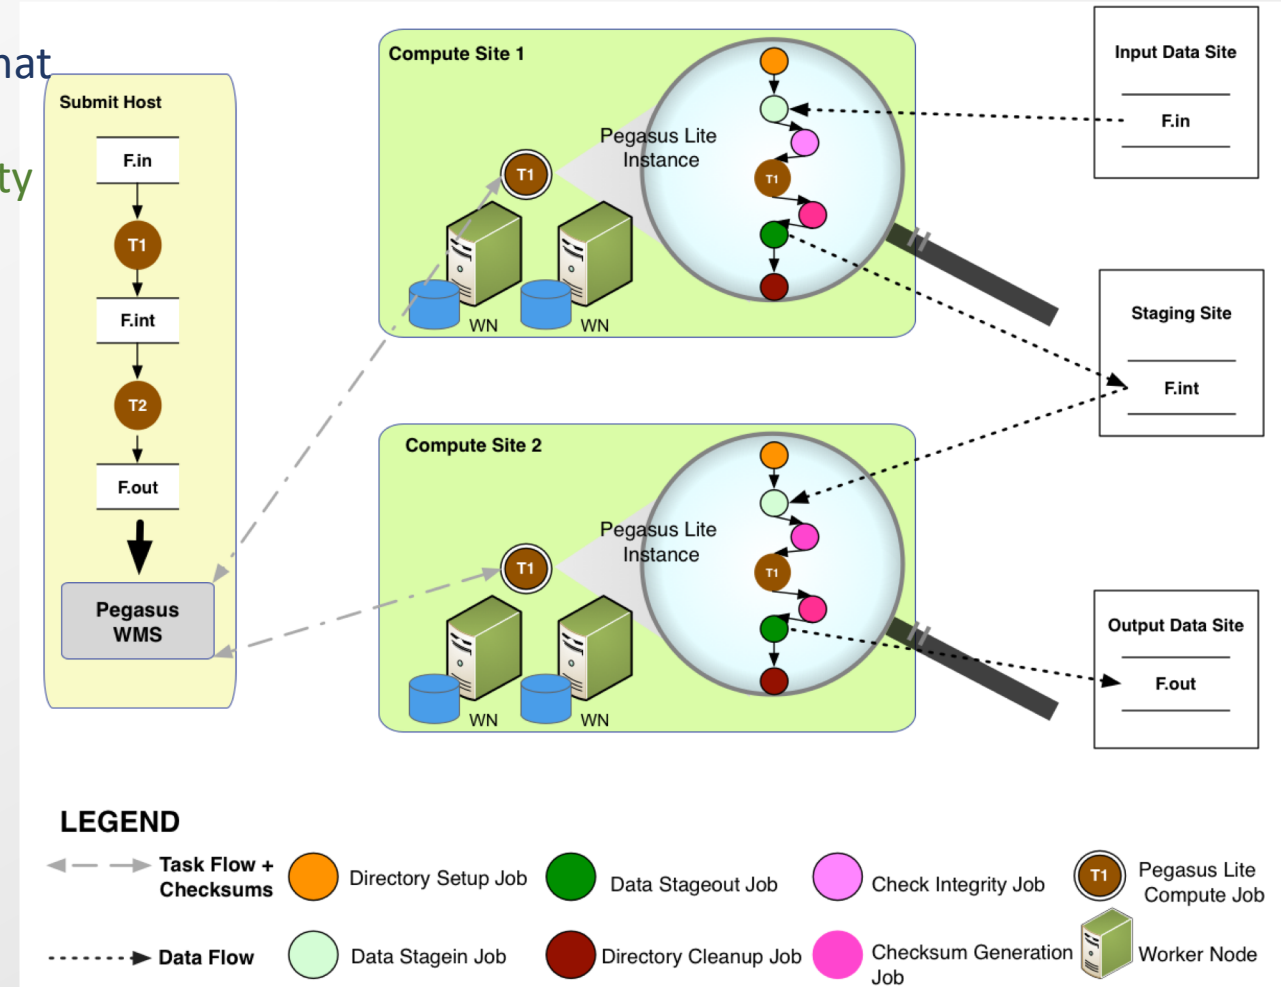 hat
ty
Submit Host
F.in
T1
F.int
T2
F.out
Pegasus
WMS
Compute Site 1
Pegasus Lite
Instance
T1
T1
WN
WN
Compute Site 2
Pegasus Lite
Instance
T1
T1
WN
WN
Input Data Site
F.in
Staging Site
F.int
Output Data Site
F.out
LEGEND
Task Flow +
Checksums
Directory Setup Job
Data Stageout Job
Check Integrity Job
T1
Pegasus Lite
Compute Job
Data Flow
Data Stagein Job
Directory Cleanup Job
Checksum Generation
Job
Worker Node